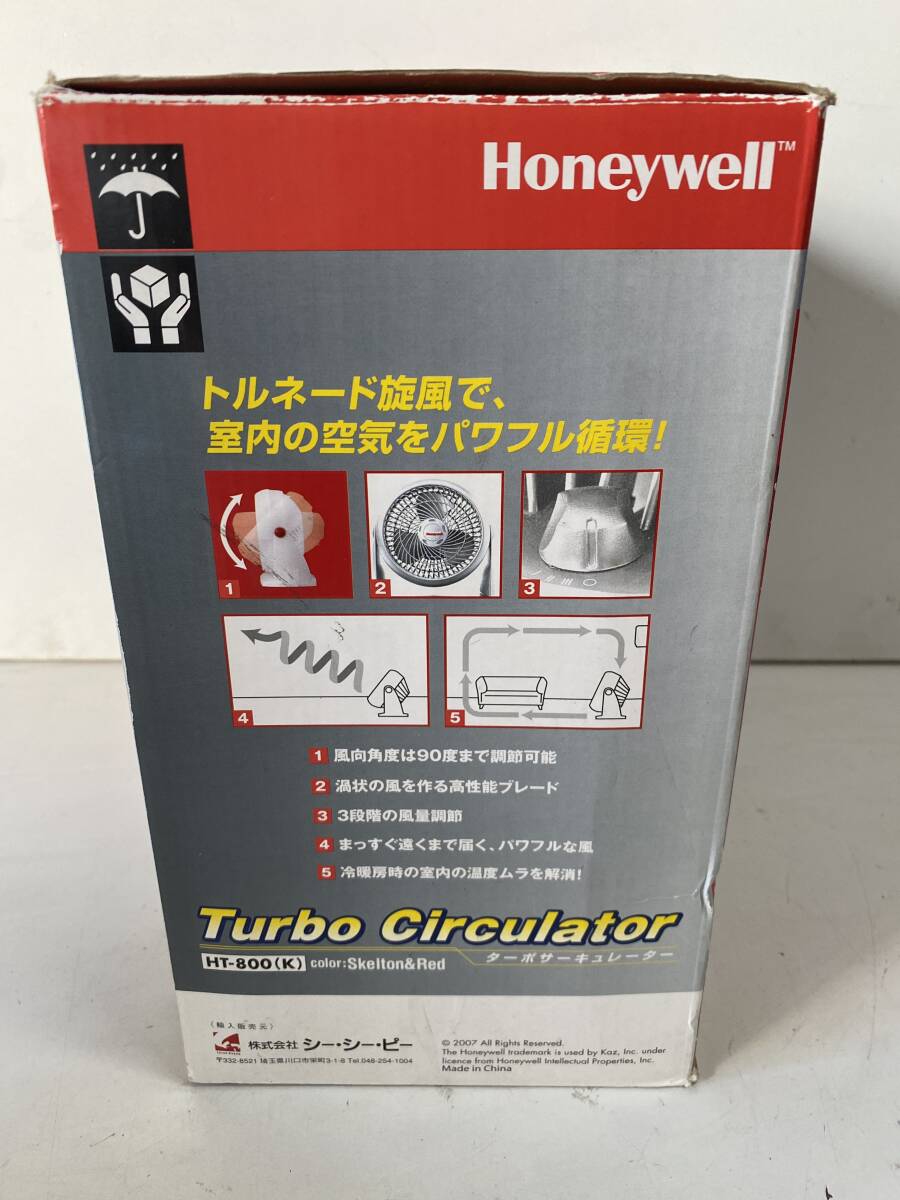 Honeywell™
トルネード旋風で、
室内の空気をパワフル循環!
1
2
3
4
5
1 風向角度は90度まで調節可能
2 渦状の風を作る高性能ブレード
3 3段階の風量調節
4 まっすぐ遠くまで届く、パワフルな風
5 冷暖房時の室内の温度ムラを解消!
Turbo Circulator
HT-800(K) color:Skelton&Red ターボサーキュレーター
〈輸入販売元〉
株式会社 シー・シー・ピー
〒332-8521 埼玉県川口市栄町3-1-8 Tel.048-254-1004
© 2007 All Rights Reserved.
The Honeywell trademark is used by Kaz, Inc. under
licence from Honeywell Intellectual Properties, Inc.
Made in China